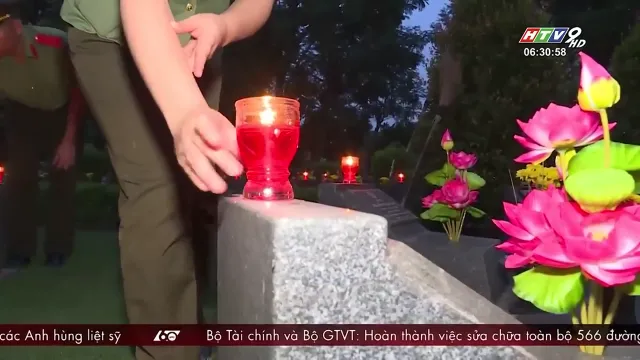 HTV9 HD
06:30:58
các Anh hùng liệt sỹ 60 Bộ Tài chính và Bộ GTVT: Hoàn thành việc sửa chữa toàn bộ 566 đường